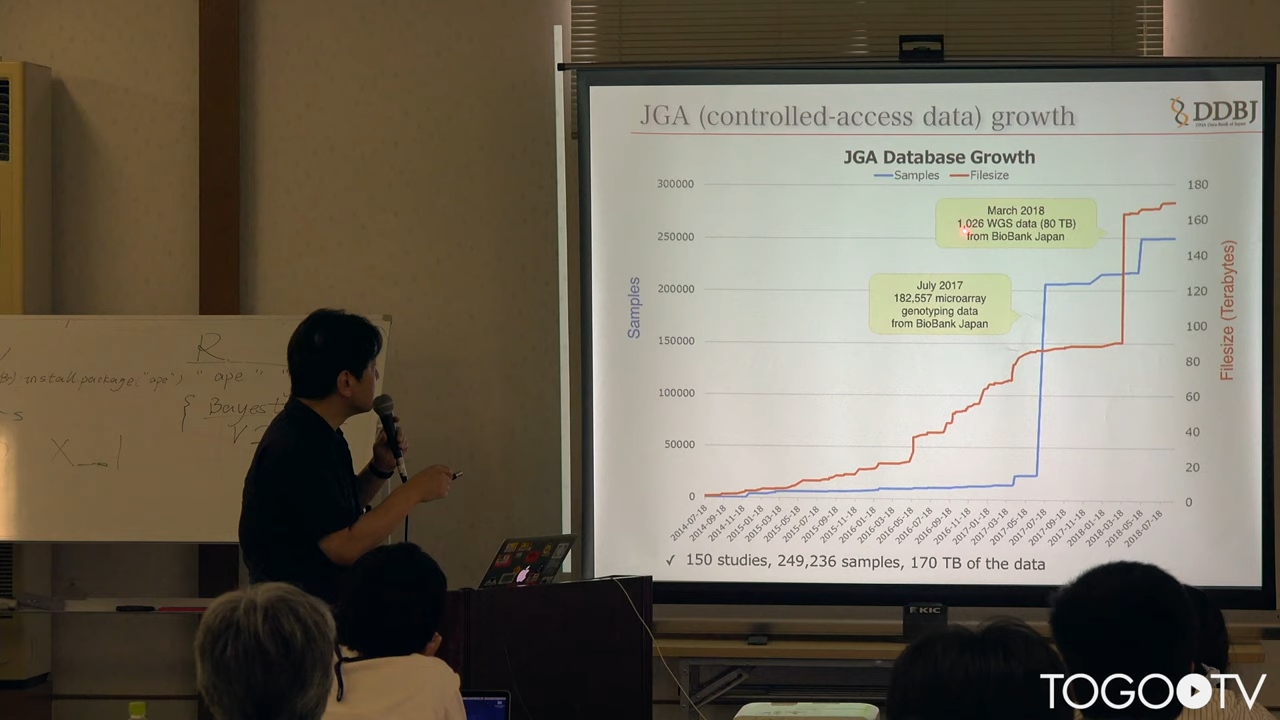 JGA (controlled-access data) growth
DDBJ
JGA Database Growth
Samples
Filesize
300000
250000
200000
150000
100000
50000
0
Samples
180
160
140
120
100
80
60
40
20
0
Filesize (Terabytes)
March 2018
1,026 WGS data (80 TB)
from BioBank Japan
July 2017
182,557 microarray
genotyping data
from BioBank Japan
2014-07-18
2014-09-18
2014-11-18
2015-01-18
2015-03-18
2015-05-18
2015-07-18
2015-09-18
2015-11-18
2016-01-18
2016-03-18
2016-05-18
2016-07-18
2016-09-18
2016-11-18
2017-01-18
2017-03-18
2017-05-18
2017-07-18
2017-09-18
2017-11-18
2018-01-18
2018-03-18
2018-05-18
2018-07-18
✓ 150 studies, 249,236 samples, 170 TB of the data
R
install.package("ape") "ape"
KIC
TOGO TV